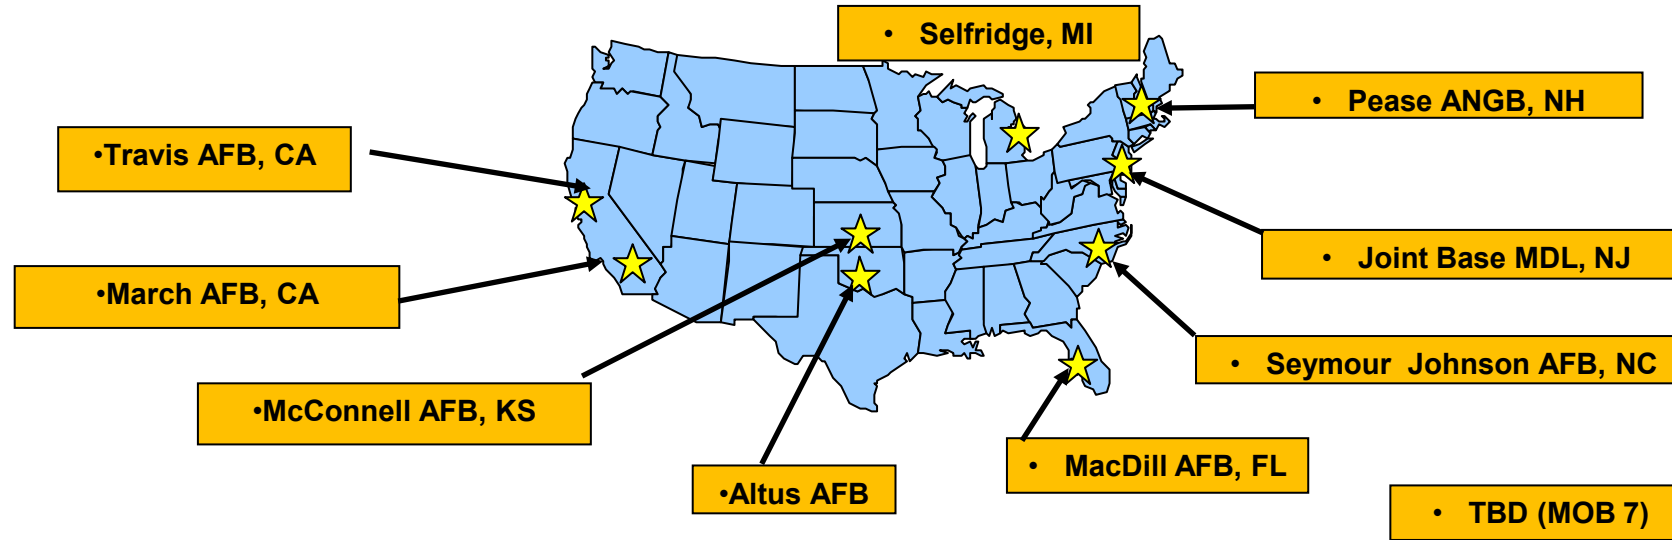 • Selfridge, MI
• Pease ANGB, NH
•Travis AFB, CA
• Joint Base MDL, NJ
•March AFB, CA
• Seymour Johnson AFB, NC
•McConnell AFB, KS
• MacDill AFB, FL
•Altus AFB
• TBD (MOB 7)